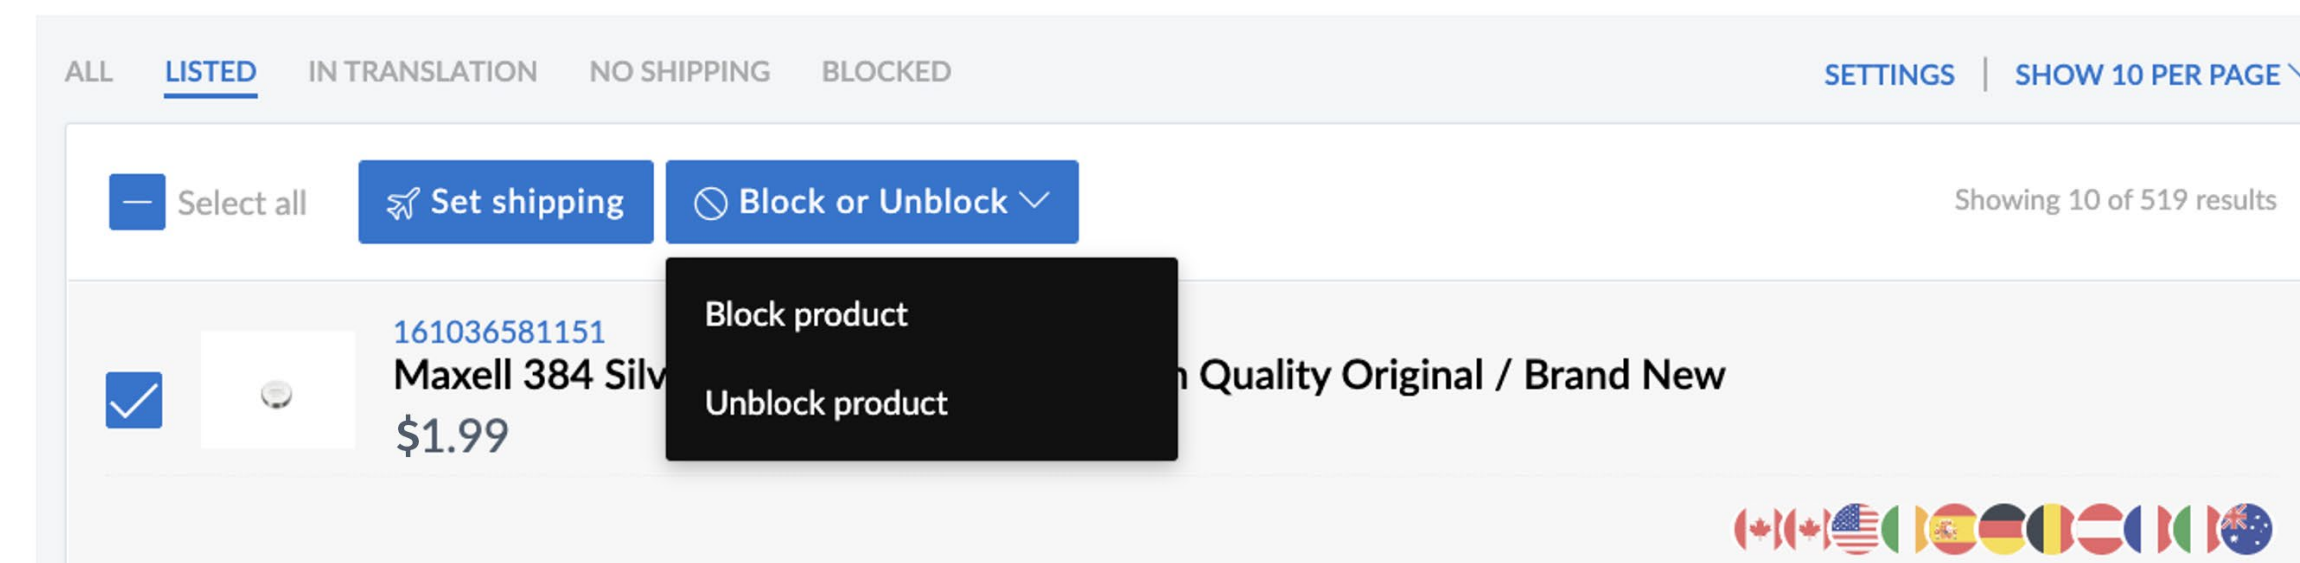 ALL LISTED IN TRANSLATION NO SHIPPING BLOCKED SETTINGS | SHOW 10 PER PAGE
Select all Set shipping Block or Unblock Showing 10 of 519 results
Block product
Unblock product
161036581151
Maxell 384 Quality Original / Brand New
$1.99